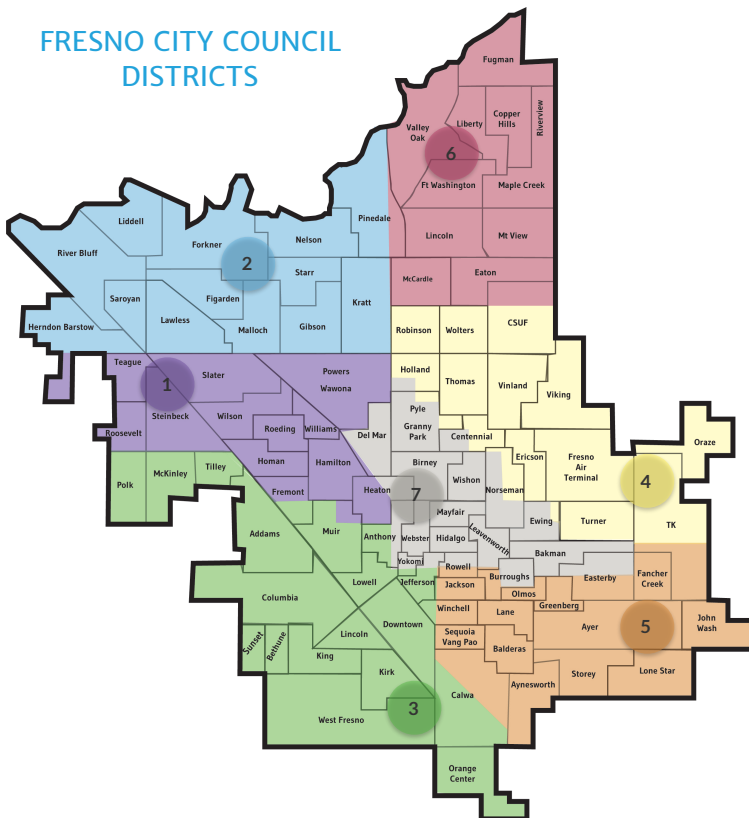 FRESNO CITY COUNCIL
DISTRICTS
Fugman
Valley
Oak
Liberty
Copper
Hills
Riverview
6
Ft Washington
Maple Creek
Lincoln
Mt View
McCardle
Eaton
Pinedale
Liddell
River Bluff
Forkner
Nelson
2
Starr
Saroyan
Figarden
Kratt
Lawless
Malloch
Gibson
Herndon Barstow
Robinson
Wolters
CSUF
Teague
Slater
Powers
Wawona
Holland
Thomas
Vinland
Viking
1
Steinbeck
Wilson
Roosevelt
Roeding
Williams
Del Mar
Pyle
Granny
Park
Centennial
Oraze
Polk
McKinley
Tilley
Homan
Hamilton
Birney
Ericson
Fresno
Air
Terminal
4
Fremont
Heaton
7
Wishon
Norseman
Mayfair
Ewing
Turner
TK
Addams
Muir
Anthony
Webster
Hidalgo
Leavenworth
Bakman
Yokomi
Rowell
Lowell
Jefferson
Jackson
Burroughs
Olmos
Easterby
Fancher
Creek
Columbia
Winchell
Lane
Greenberg
Downtown
Ayer
5
John
Wash
Sunset
Bethune
Lincoln
Sequoia
Vang Pao
Balderas
King
Kirk
Storey
Lone Star
Aynesworth
Calwa
3
West Fresno
Orange
Center